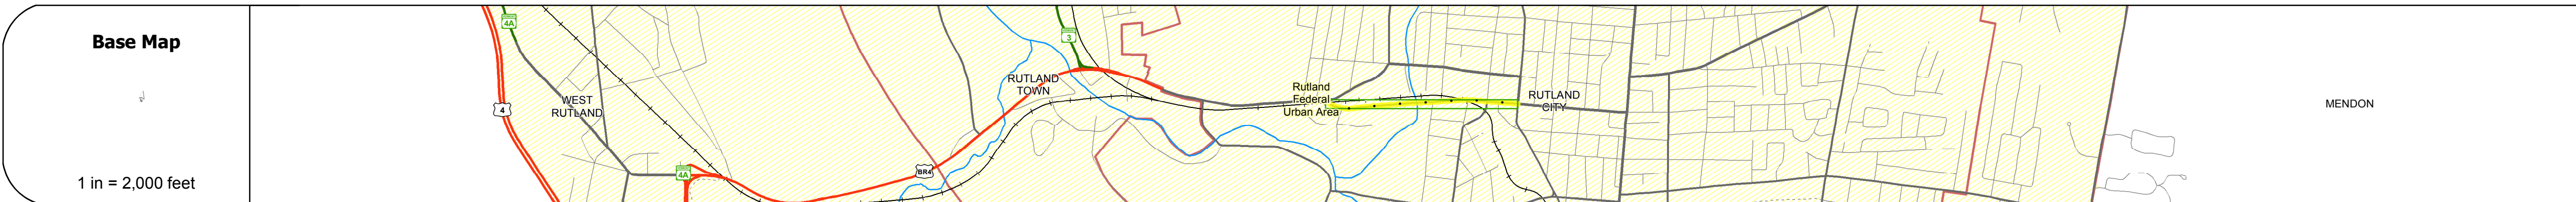 Base Map
1 in = 2,000 feet
4A
4
WEST
RUTLAND
4A
BR4
RUTLAND
TOWN
3
Rutland
Federal
Urban Area
RUTLAND
CITY
MENDON